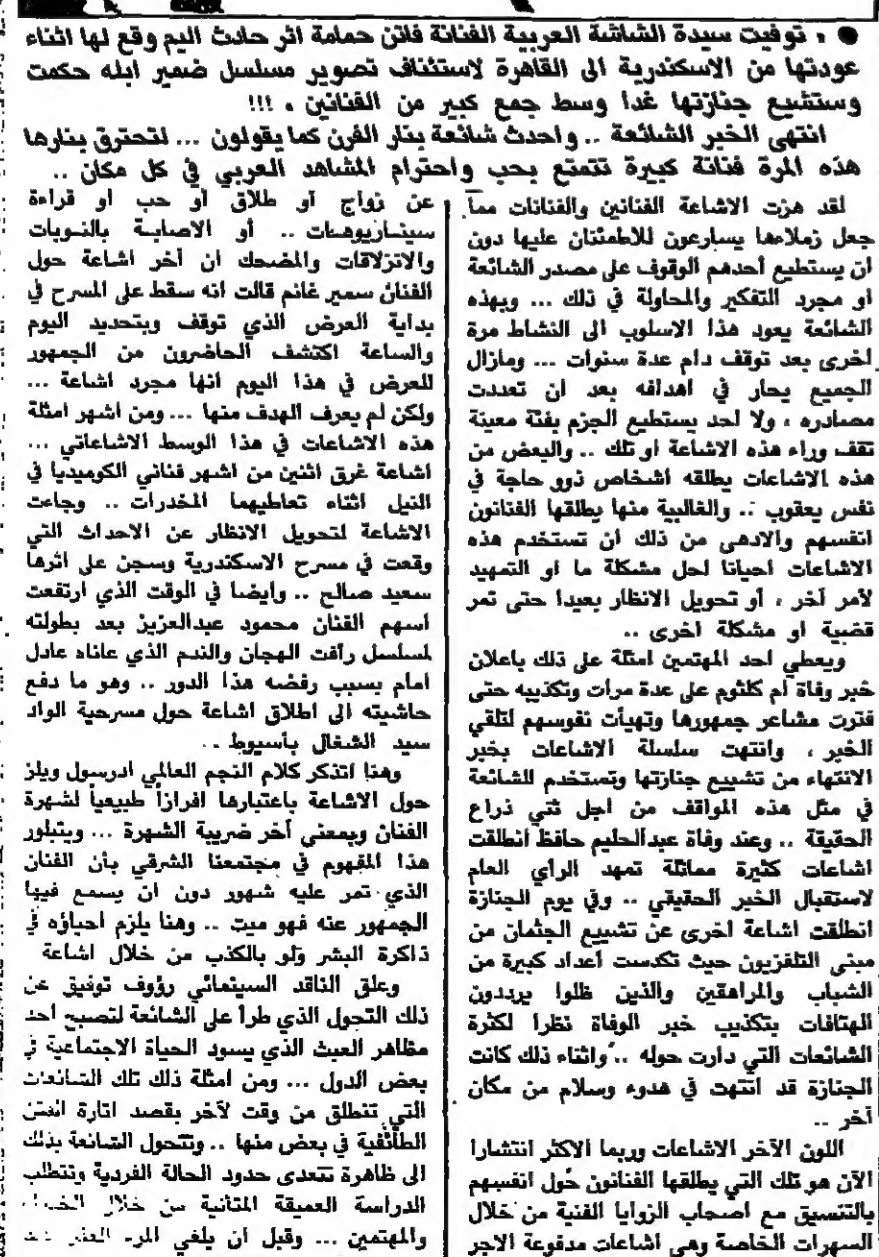 ● « توفيت سيدة الشاشة العربية الفنانة فاتن حمامة اثر حادث اليم وقع لها اثناء
عودتها من الاسكندرية الى القاهرة لاستئناف تصوير مسلسل ضمير ابله حكمت
وستشيع جنازتها غدا وسط جمع كبير من الفنانين » !!!
انتهى الخبر الشائعة .. واحدث شائعة بنار الفرن كما يقولون ... لتحترق بنارها
هذه المرة فنانة كبيرة تتمتع بحب واحترام المشاهد العربي في كل مكان ..
لقد هزت الاشاعة الفنانين والفنانات مما
جعل زملاءها يسارعون للاطمئنان عليها دون
ان يستطيع أحدهم الوقوف على مصدر الشائعة
او مجرد التفكير والمحاولة في ذلك ... وبهذه
الشائعة يعود هذا الاسلوب الى النشاط مرة
اخرى بعد توقف دام عدة سنوات ... ومازال
الجميع يحار في اهدافه بعد ان تعددت
مصادره ، ولا احد يستطيع الجزم بفئة معينة
تقف وراء هذه الاشاعة او تلك .. والبعض من
هذه الاشاعات يطلقه اشخاص ذوو حاجة في
نفس يعقوب .. والغالبية منها يطلقها الفنانون
انفسهم والادهى من ذلك ان تستخدم هذه
الاشاعات احيانا لحل مشكلة ما او التمهيد
لأمر آخر ، أو تحويل الانظار بعيدا حتى تمر
قضية او مشكلة اخرى ..
ويعطي احد المهتمين امثلة على ذلك باعلان
خبر وفاة ام كلثوم على عدة مرات وتكذيبه حتى
فترت مشاعر جمهورها وتهيأت نفوسهم لتلقي
الخبر ، وانتهت سلسلة الاشاعات بخبر
الانتهاء من تشييع جنازتها وتستخدم الشائعة
في مثل هذه المواقف من اجل ثني ذراع
الحقيقة .. وعند وفاة عبدالحليم حافظ انطلقت
اشاعات كثيرة مماثلة تمهد الرأي العام
لاستقبال الخبر الحقيقي .. وفي يوم الجنازة
انطلقت اشاعة اخرى عن تشييع الجثمان من
مبنى التلفزيون حيث تكدست أعداد كبيرة من
الشباب والمراهقين والذين ظلوا يرددون
الهتافات بتكذيب خبر الوفاة نظرا لكثرة
الشائعات التي دارت حوله .. واثناء ذلك كانت
الجنازة قد انتهت في هدوء وسلام من مكان
آخر ..
اللون الآخر الاشاعات وربما الاكثر انتشارا
الآن هو تلك التي يطلقها الفنانون حول انفسهم
بالتنسيق مع اصحاب الزوايا الفنية من خلال
السهرات الخاصة وهي اشاعات مدفوعة الاجر
عن زواج أو طلاق أو حب او قراءة
سيناريوهات .. أو الاصابة بالنوبات
والانزلاقات والمضحك ان آخر اشاعة حول
الفنان سمير غانم قالت انه سقط على المسرح في
بداية العرض الذي توقف وبتحديد اليوم
والساعة اكتشف الحاضرون من الجمهور
للعرض في هذا اليوم انها مجرد اشاعة ...
ولكن لم يعرف الهدف منها ... ومن اشهر امثلة
هذه الاشاعات في هذا الوسط الاشاعاتي ...
اشاعة غرق اثنين من اشهر فناني الكوميديا في
النيل اثناء تعاطيهما المخدرات .. وجاءت
الاشاعة لتحويل الانظار عن الاحداث التي
وقعت في مسرح الاسكندرية وسجن على اثرها
سعيد صالح .. وايضا في الوقت الذي ارتفعت
اسهم الفنان محمود عبدالعزيز بعد بطولته
لمسلسل رأفت الهجان والندم الذي عاناه عادل
امام بسبب رفضه هذا الدور .. وهو ما دفع
حاشيته الى اطلاق اشاعة حول مسرحية الواد
سيد الشغال بأسيوط ..
وهنا اتذكر كلام النجم العالمي ادرسول ويلز
حول الاشاعة باعتبارها افرازاً طبيعياً لشهرة
الفنان وبمعنى آخر ضريبة الشهرة ... ويتبلور
هذا المفهوم في مجتمعنا الشرقي بأن الفنان
الذي تمر عليه شهور دون ان يسمع فيها
الجمهور عنه فهو ميت .. وهنا يلزم احياؤه في
ذاكرة البشر ولو بالكذب من خلال اشاعة
وعلق الناقد السينمائي رؤوف توفيق عن
ذلك التحول الذي طرأ على الشائعة لتصبح احد
مظاهر العبث الذي يسود الحياة الاجتماعية في
بعض الدول ... ومن امثلة ذلك تلك الشائعات
التي تنطلق من وقت لآخر بقصد اثارة الفتن
الطائفية في بعض منها .. وتتحول الشائعة بذلك
الى ظاهرة تتعدى حدود الحالة الفردية وتتطلب
الدراسة العميقة المتأنية من خلال
والمهتمين ... وقبل ان يلغي